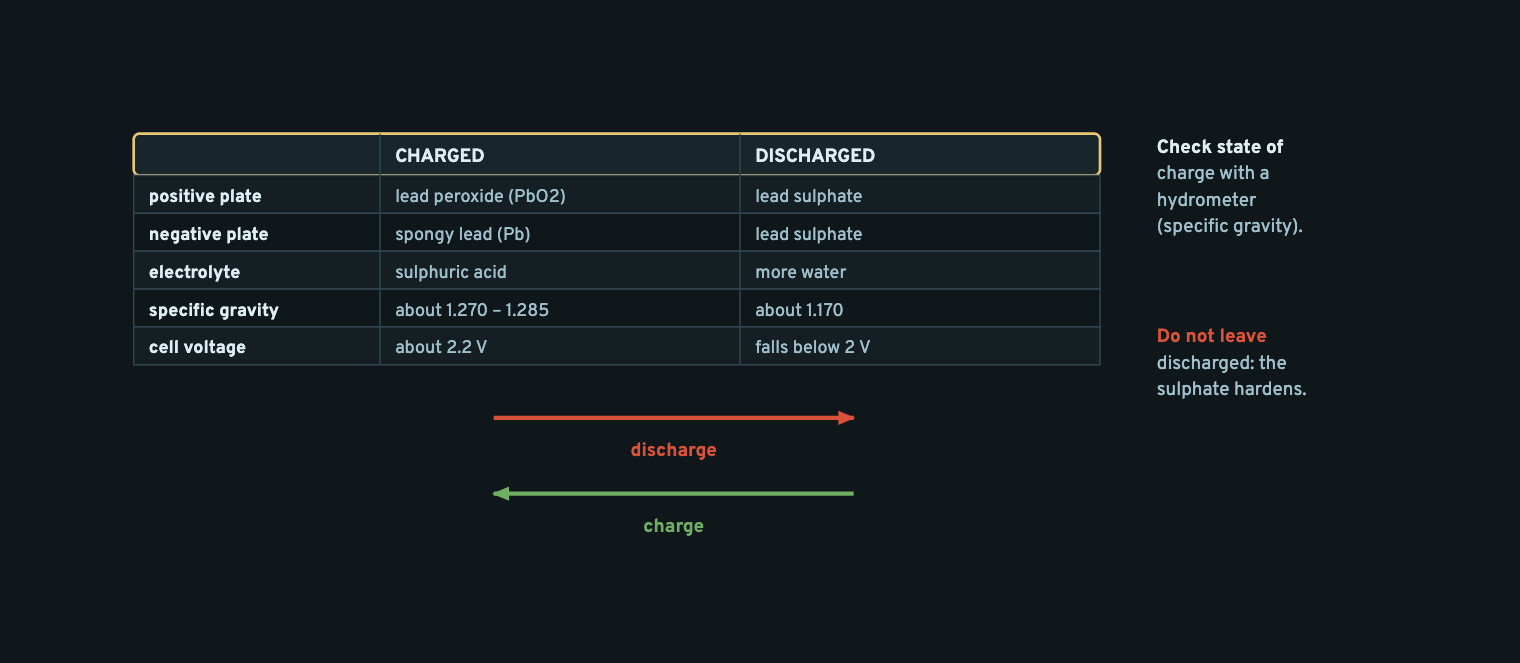 CHARGED DISCHARGED
positive plate lead peroxide (PbO2) lead sulphate
negative plate spongy lead (Pb) lead sulphate
electrolyte sulphuric acid more water
specific gravity about 1.270 – 1.285 about 1.170
cell voltage about 2.2 V falls below 2 V
discharge
charge
Check state of
charge with a
hydrometer
(specific gravity).
Do not leave
discharged: the
sulphate hardens.